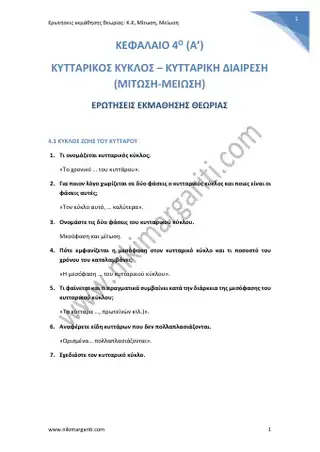 Ερωτήσεις εκμάθησης θεωρίας: Κ.Κ, Μίτωση, Μείωση
1
ΚΕΦΑΛΑΙΟ 4Ο (Α’)
ΚΥΤΤΑΡΙΚΟΣ ΚΥΚΛΟΣ – ΚΥΤΤΑΡΙΚΗ ΔΙΑΙΡΕΣΗ
(ΜΙΤΩΣΗ-ΜΕΙΩΣΗ)
ΕΡΩΤΗΣΕΙΣ ΕΚΜΑΘΗΣΗΣ ΘΕΩΡΙΑΣ
4.1 ΚΥΚΛΟΣ ΖΩΗΣ ΤΟΥ ΚΥΤΤΑΡΟΥ
1. Τι ονομάζεται κυτταρικός κύκλος;
«Το χρονικό … του κυττάρου».
2. Για ποιον λόγο χωρίζεται σε δύο φάσεις ο κυτταρικός κύκλος και ποιες είναι οι
φάσεις αυτές;
«Τον κύκλο αυτό, … καλύτερα».
3. Ονομάστε τις δύο φάσεις του κυτταρικού κύκλου.
Μεσόφαση και μίτωση.
4. Πότε εμφανίζεται η μεσόφαση στον κυτταρικό κύκλο και τι ποσοστό του
χρόνου του καταλαμβάνει;
«Η μεσόφαση … του κυτταρικού κύκλου».
5. Τι φαίνεται και τι πραγματικά συμβαίνει κατά την διάρκεια της μεσόφασης του
κυτταρικού κύκλου;
«Τα κύτταρα …, πρωτεϊνών κτλ.)».
6. Αναφέρετε είδη κυττάρων που δεν πολλαπλασιάζονται.
«Ορισμένα… πολλαπλασιάζονται».
7. Σχεδιάστε τον κυτταρικό κύκλο.
www.nikimargariti.com
www.nikimargariti.com
1